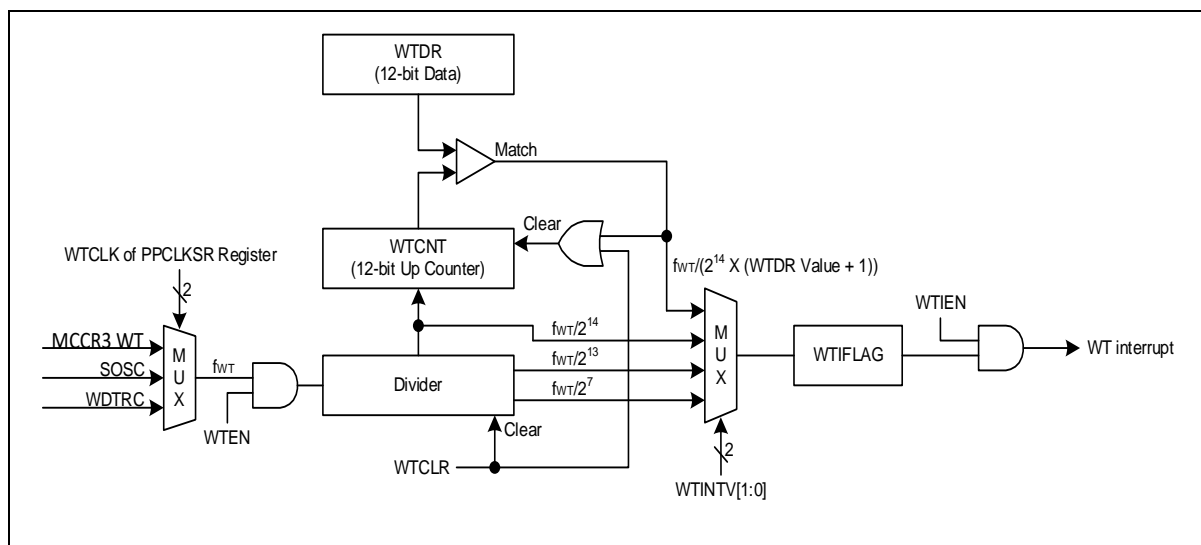 WTDR
(12-bit Data)
Match
Clear
WTCNT
(12-bit Up Counter)
WTCLK of PPCLKSR Register
2
fWT/(2^14 X (WTDR Value + 1))
MCCR3 WT
SOSC
WDTRC
MUX
fWT
WTEN
Divider
fWT/2^14
fWT/2^13
fWT/2^7
Clear
WTCLR
MUX
2
WTINTV[1:0]
WTIFLAG
WTIEN
WT interrupt